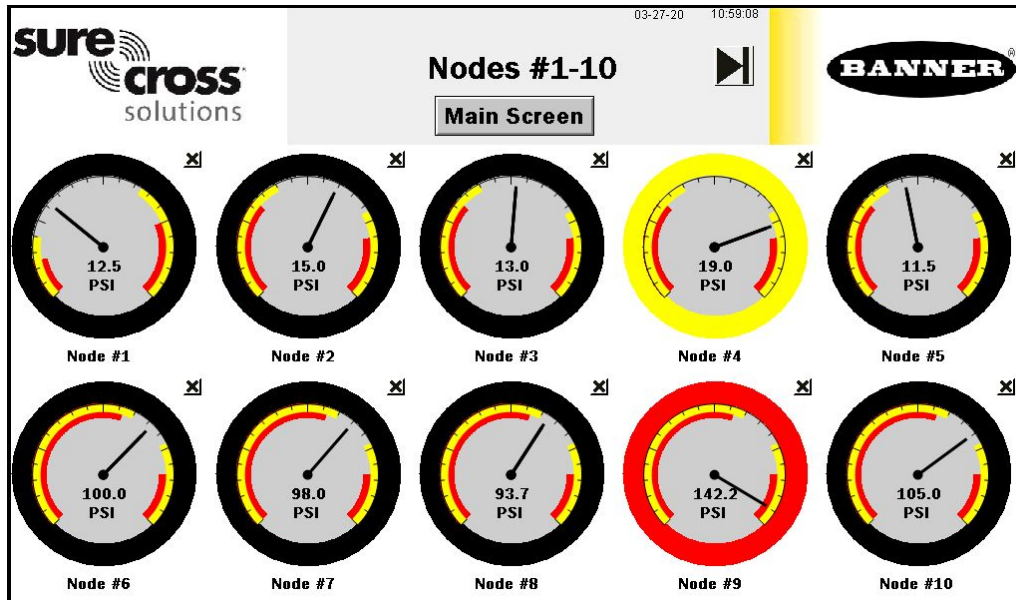 sure
cross
solutions
03-27-20 10:59:08
Nodes #1-10
Main Screen
BANNER®
12.5
PSI
Node #1
15.0
PSI
Node #2
13.0
PSI
Node #3
19.0
PSI
Node #4
11.5
PSI
Node #5
100.0
PSI
Node #6
98.0
PSI
Node #7
93.7
PSI
Node #8
142.2
PSI
Node #9
105.0
PSI
Node #10